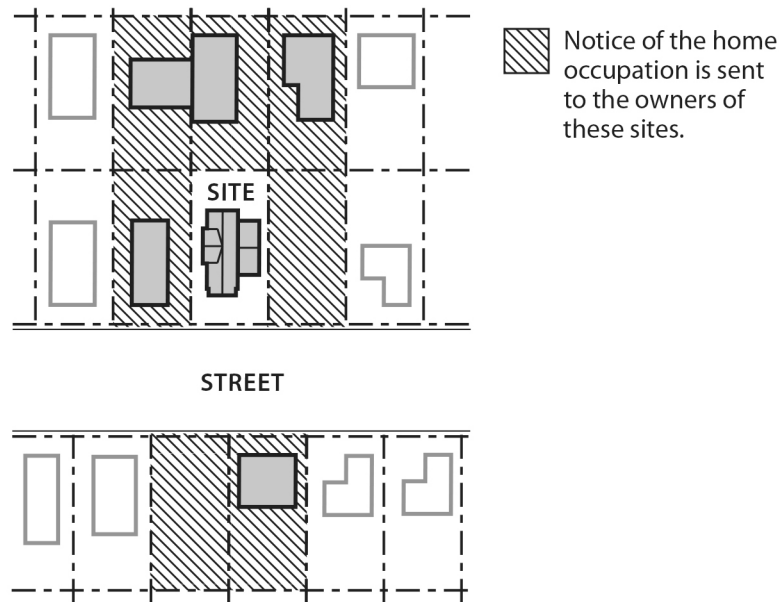 Notice of the home
occupation is sent
to the owners of
these sites.
SITE
STREET